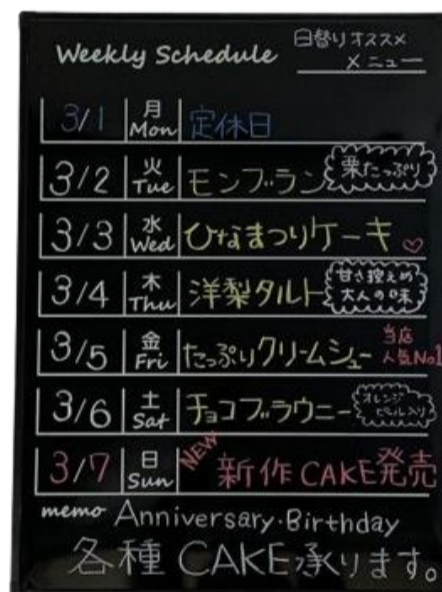 Weekly Schedule 日替りオススメ
メニュー
3/1 月 Mon 定休日
3/2 火 Tue モンブラン 栗たっぷり
3/3 水 Wed ひなまつりケーキ♡
3/4 木 Thu 洋梨タルト 甘さ控えめ 大人の味
3/5 金 Fri たっぷりクリームシュー 当店 人気No1
3/6 土 Sat チョコブラウニー オレンジ ピール入り
3/7 日 Sun NEW 新作CAKE発売
memo Anniversary・Birthday
各種CAKE承ります。